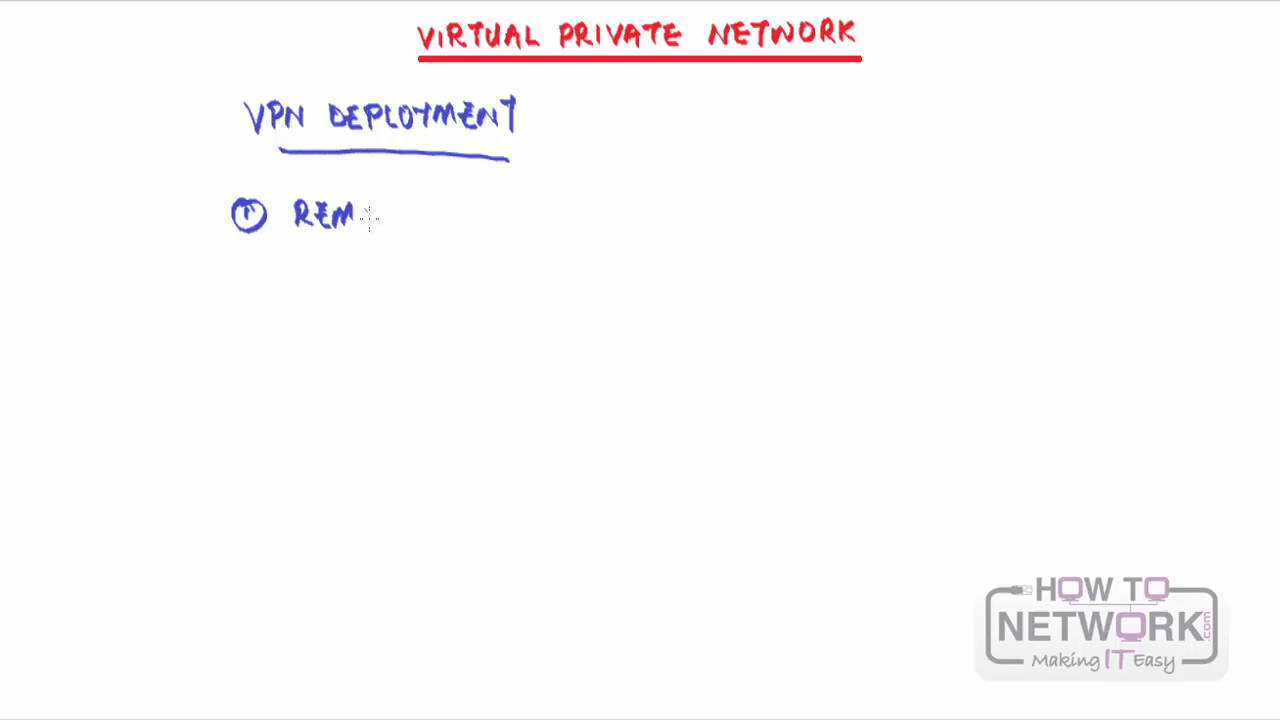 VIRTUAL PRIVATE NETWORK
VPN DEPLOYMENT
1 REM
HOW TO
NETWORK.com
Making IT Easy